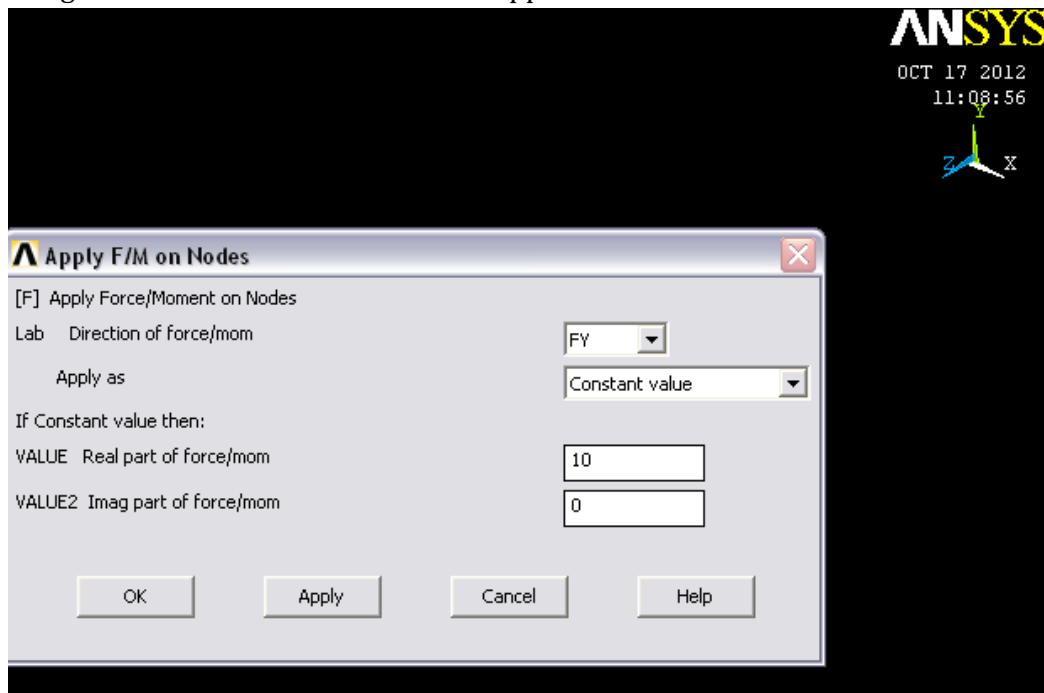 ANSYS
OCT 17 2012
11:08:56
Y
Z X
Apply F/M on Nodes
[F] Apply Force/Moment on Nodes
Lab Direction of force/mom FY
Apply as Constant value
If Constant value then:
VALUE Real part of force/mom 10
VALUE2 Imag part of force/mom 0
OK Apply Cancel Help